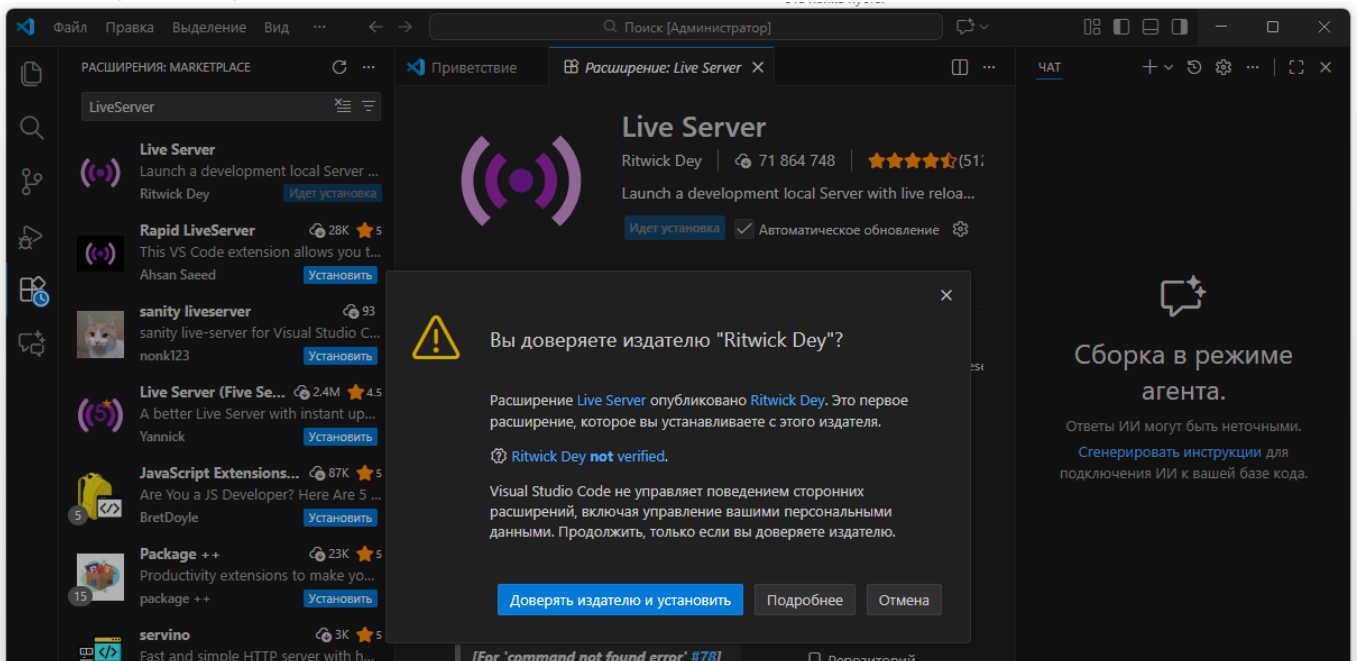 Файл Правка Выделение Вид ··· Поиск [Администратор]
РАСШИРЕНИЯ: MARKETPLACE
LiveServer
Live Server
Launch a development local Server ...
Ritwick Dey Идет установка
Rapid LiveServer 28K 5
This VS Code extension allows you t...
Ahsan Saeed Установить
sanity liveserver 93
sanity live-server for Visual Studio C...
nonk123 Установить
Live Server (Five Se... 2.4M 4.5
A better Live Server with instant up...
Yannick Установить
JavaScript Extensions... 87K 5
Are You a JS Developer? Here Are 5 ...
5 BretDoyle Установить
Package ++ 23K 5
Productivity extensions to make yo...
15 package ++ Установить
servino 3K 5
Fast and simple HTTP server with h...
Приветствие Расширение: Live Server
Live Server
Ritwick Dey 71 864 748 (512
Launch a development local Server with live reloa...
Идет установка Автоматическое обновление
Вы доверяете издателю "Ritwick Dey"?
Расширение Live Server опубликовано Ritwick Dey. Это первое
расширение, которое вы устанавливаете с этого издателя.
Ritwick Dey not verified.
Visual Studio Code не управляет поведением сторонних
расширений, включая управление вашими персональными
данными. Продолжить, только если вы доверяете издателю.
Доверять издателю и установить Подробнее Отмена
[For 'command not found error' #78]
Репозиторий
ЧАТ
Сборка в режиме
агента.
Ответы ИИ могут быть неточными.
Сгенерировать инструкции для
подключения ИИ к вашей базе кода.